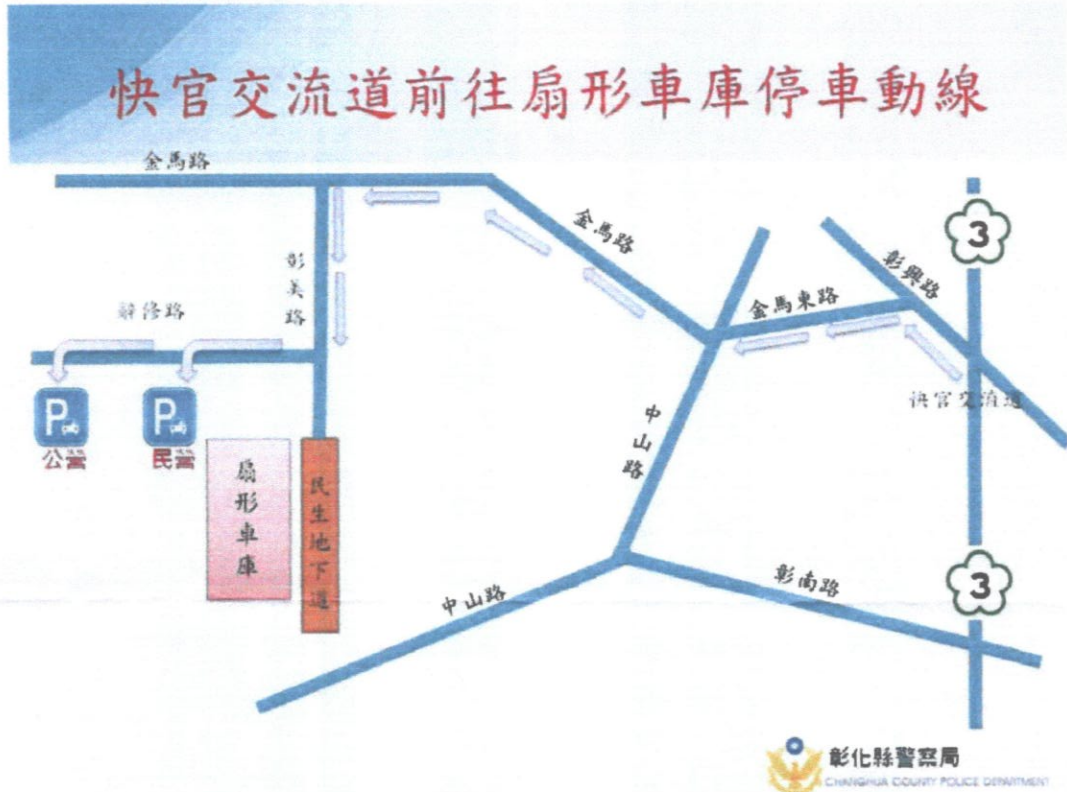 快官交流道前往扇形車庫停車動線
金馬路
金馬路
彰美路
辭修路
彰興路
金馬東路
3
快官交流道
中山路
P
公營
P
民營
扇形車庫
民生地下道
中山路
彰南路
3
彰化縣警察局
CHANGHUA COUNTY POLICE DEPARTMENT